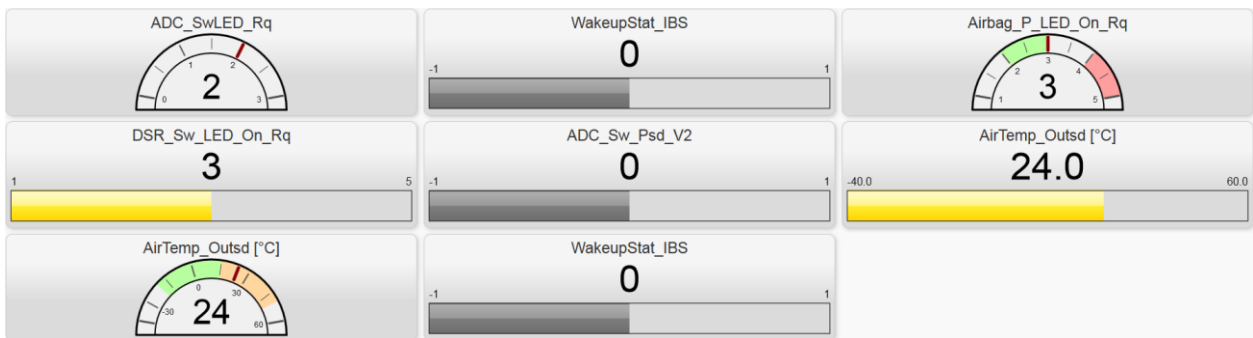 ADC_SwLED_Rq
0 1 2 3
2
WakeupStat_IBS
0
-1 1
Airbag_P_LED_On_Rq
1 2 3 4 5
3
DSR_Sw_LED_On_Rq
3
1 5
ADC_Sw_Psd_V2
0
-1 1
AirTemp_Outsd [°C]
24.0
-40.0 60.0
AirTemp_Outsd [°C]
-30 0 30 60
24
WakeupStat_IBS
0
-1 1